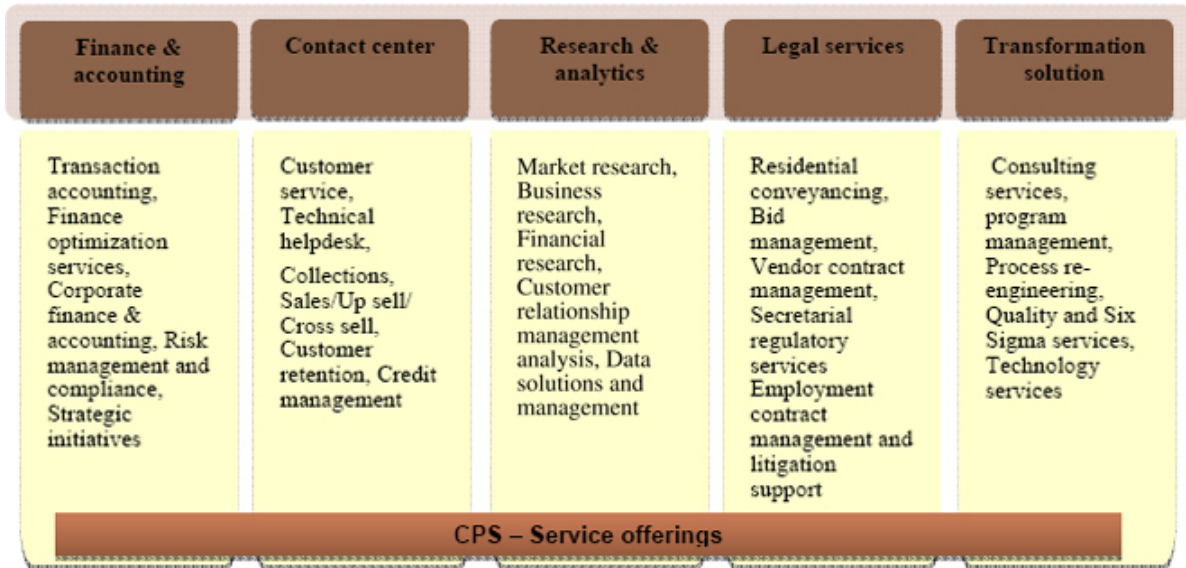 Finance &
accounting
Contact center
Research &
analytics
Legal services
Transformation
solution
Transaction
accounting,
Finance
optimization
services,
Corporate
finance &
accounting, Risk
management and
compliance,
Strategic
initiatives
Customer
service,
Technical
helpdesk,
Collections,
Sales/Up sell/
Cross sell,
Customer
retention, Credit
management
Market research,
Business
research,
Financial
research,
Customer
relationship
management
analysis, Data
solutions and
management
Residential
conveyancing,
Bid
management,
Vendor contract
management,
Secretarial
regulatory
services
Employment
contract
management and
litigation
support
Consulting
services,
program
management,
Process re-
engineering,
Quality and Six
Sigma services,
Technology
services
CPS – Service offerings